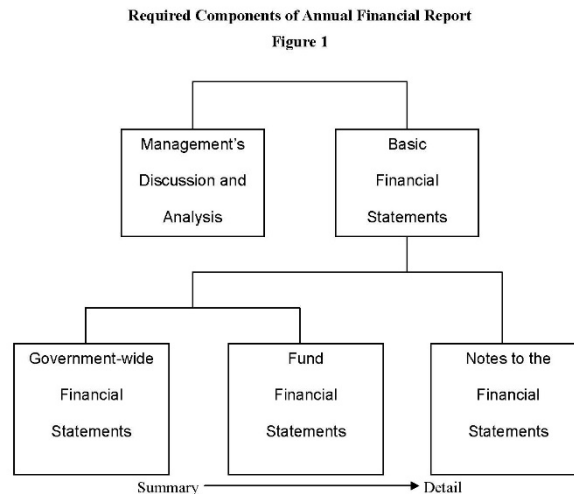 Required Components of Annual Financial Report
Figure 1
Management's
Discussion and
Analysis
Basic
Financial
Statements
Government-wide
Financial
Statements
Fund
Financial
Statements
Notes to the
Financial
Statements
Summary
Detail